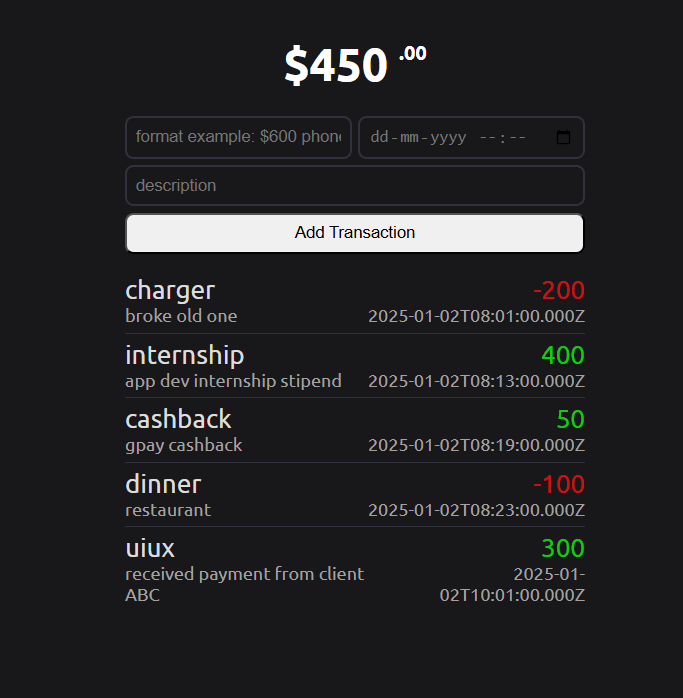 $450 .00
format example: $600 phon
dd-mm-yyyy --:--
description
Add Transaction
charger -200
broke old one 2025-01-02T08:01:00.000Z
internship 400
app dev internship stipend 2025-01-02T08:13:00.000Z
cashback 50
gpay cashback 2025-01-02T08:19:00.000Z
dinner -100
restaurant 2025-01-02T08:23:00.000Z
uiux 300
received payment from client 2025-01-
ABC 02T10:01:00.000Z